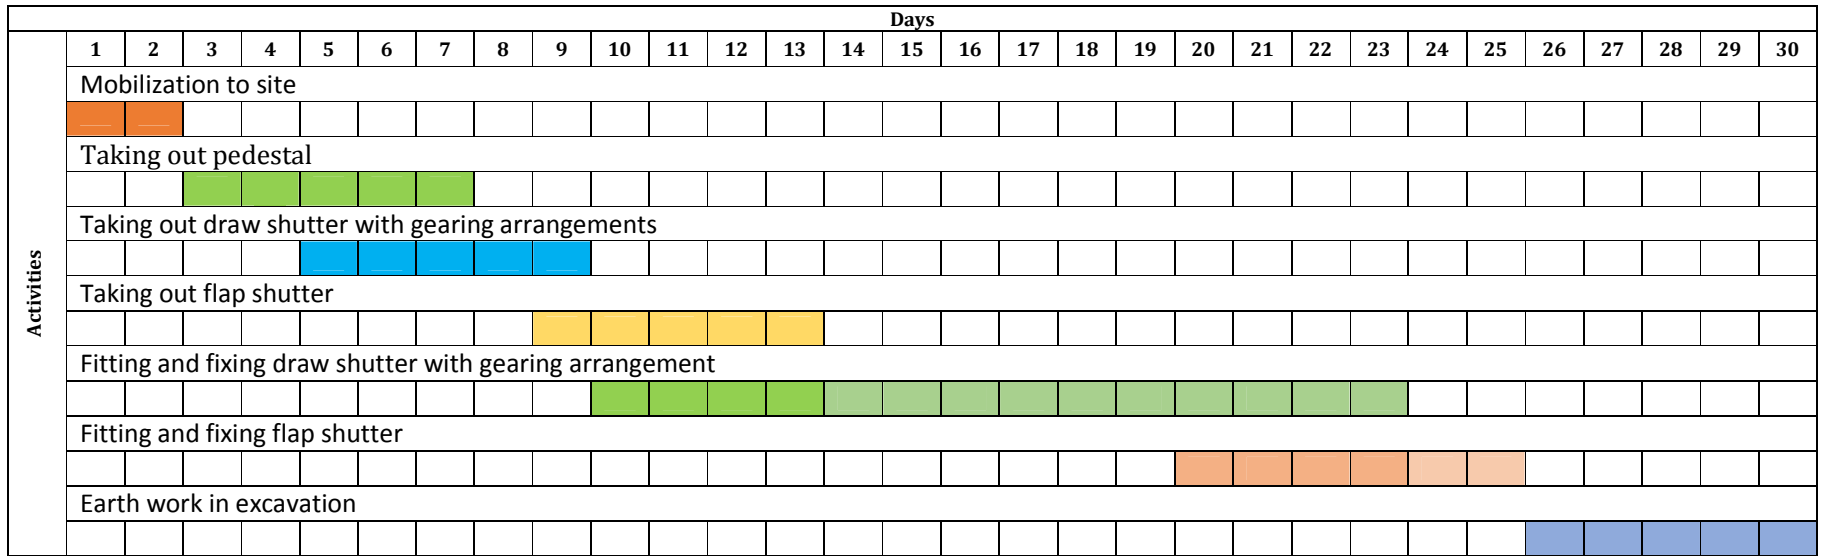 Days
1 2 3 4 5 6 7 8 9 10 11 12 13 14 15 16 17 18 19 20 21 22 23 24 25 26 27 28 29 30
Activities
Mobilization to site
Taking out pedestal
Taking out draw shutter with gearing arrangements
Taking out flap shutter
Fitting and fixing draw shutter with gearing arrangement
Fitting and fixing flap shutter
Earth work in excavation